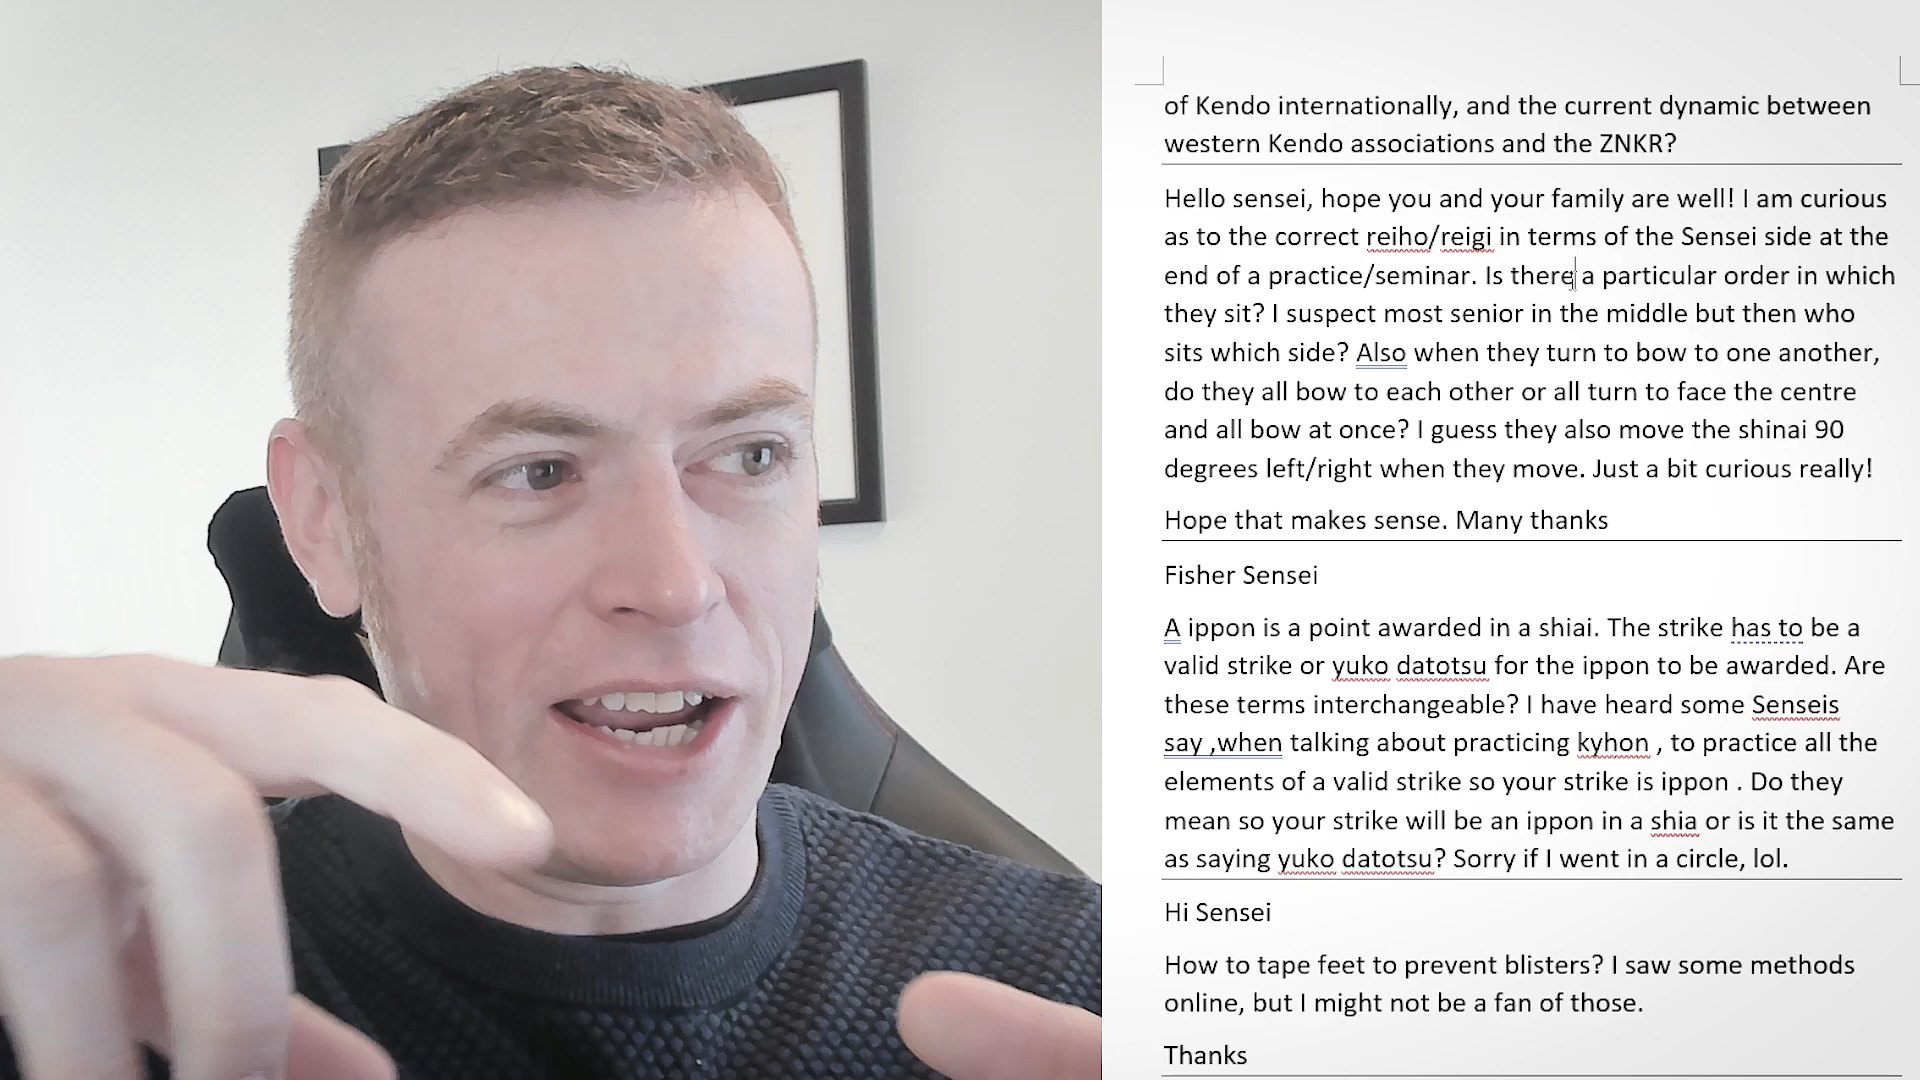 of Kendo internationally, and the current dynamic between
western Kendo associations and the ZNKR?
Hello sensei, hope you and your family are well! I am curious
as to the correct reiho/reigi in terms of the Sensei side at the
end of a practice/seminar. Is there a particular order in which
they sit? I suspect most senior in the middle but then who
sits which side? Also when they turn to bow to one another,
do they all bow to each other or all turn to face the centre
and all bow at once? I guess they also move the shinai 90
degrees left/right when they move. Just a bit curious really!
Hope that makes sense. Many thanks
Fisher Sensei
A ippon is a point awarded in a shiai. The strike has to be a
valid strike or yuko datotsu for the ippon to be awarded. Are
these terms interchangeable? I have heard some Senseis
say ,when talking about practicing kyhon , to practice all the
elements of a valid strike so your strike is ippon . Do they
mean so your strike will be an ippon in a shia or is it the same
as saying yuko datotsu? Sorry if I went in a circle, lol.
Hi Sensei
How to tape feet to prevent blisters? I saw some methods
online, but I might not be a fan of those.
Thanks